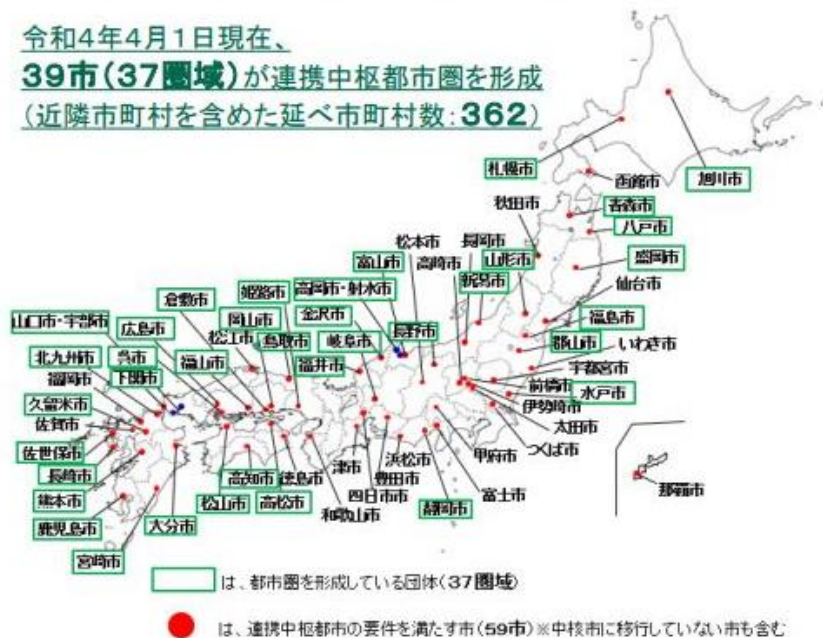 令和4年4月1日現在、
39市(37圏域)が連携中枢都市圏を形成
(近隣市町村を含めた延べ市町村数:362)
札幌市
旭川市
函館市
秋田市
青森市
八戸市
松本市
長岡市
富山市
高崎市
山形市
盛岡市
倉敷市
姫路市
高岡市・射水市
新潟市
仙台市
山口市・宇部市
岡山市
金沢市
福島市
広島市
松江市
鳥取市
岐阜市
長野市
郡山市
いわき市
北九州市
呉市
福山市
福井市
宇都宮市
福岡市
下関市
前橋市
水戸市
久留米市
伊勢崎市
佐賀市
太田市
佐世保市
つくば市
長崎市
高知市
徳島市
津市
浜松市
甲府市
熊本市
豊田市
松山市
高松市
四日市市
富士市
鹿児島市
大分市
和歌山市
静岡市
那覇市
宮崎市
は、都市圏を形成している団体(37圏域)
は、連携中枢都市の要件を満たす市(59市)※中核市に移行していない市も含む